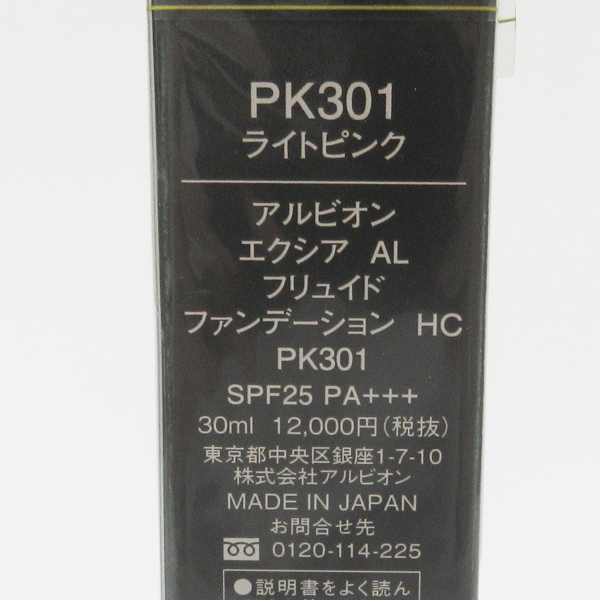 PK301
ライトピンク
アルビオン
エクシア AL
フリュイド
ファンデーション HC
PK301
SPF25 PA+++
30ml 12,000円(税抜)
東京都中央区銀座1-7-10
株式会社アルビオン
MADE IN JAPAN
お問合せ先
0120-114-225
●説明書をよく読ん